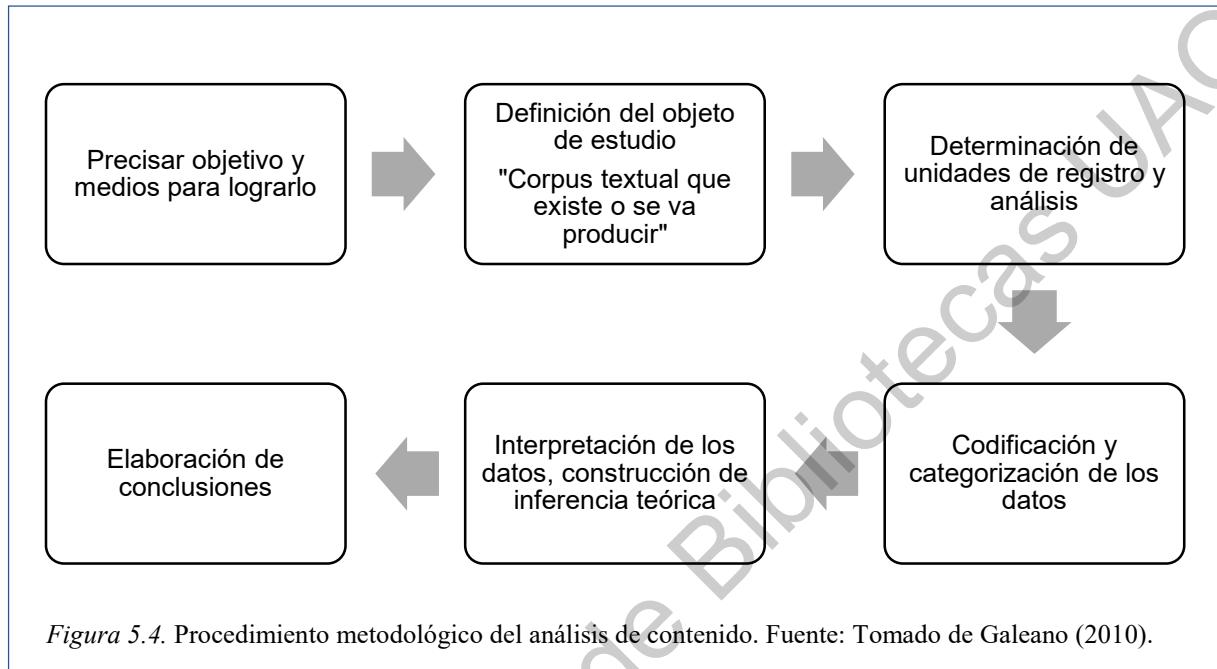 Precisar objetivo y
medios para lograrlo
Definición del objeto
de estudio
"Corpus textual que
existe o se va
producir"
Determinación de
unidades de registro y
análisis
Codificación y
categorización de los
datos
Interpretación de los
datos, construcción de
inferencia teórica
Elaboración de
conclusiones
Figura 5.4. Procedimiento metodológico del análisis de contenido. Fuente: Tomado de Galeano (2010).
de Bibliotecas